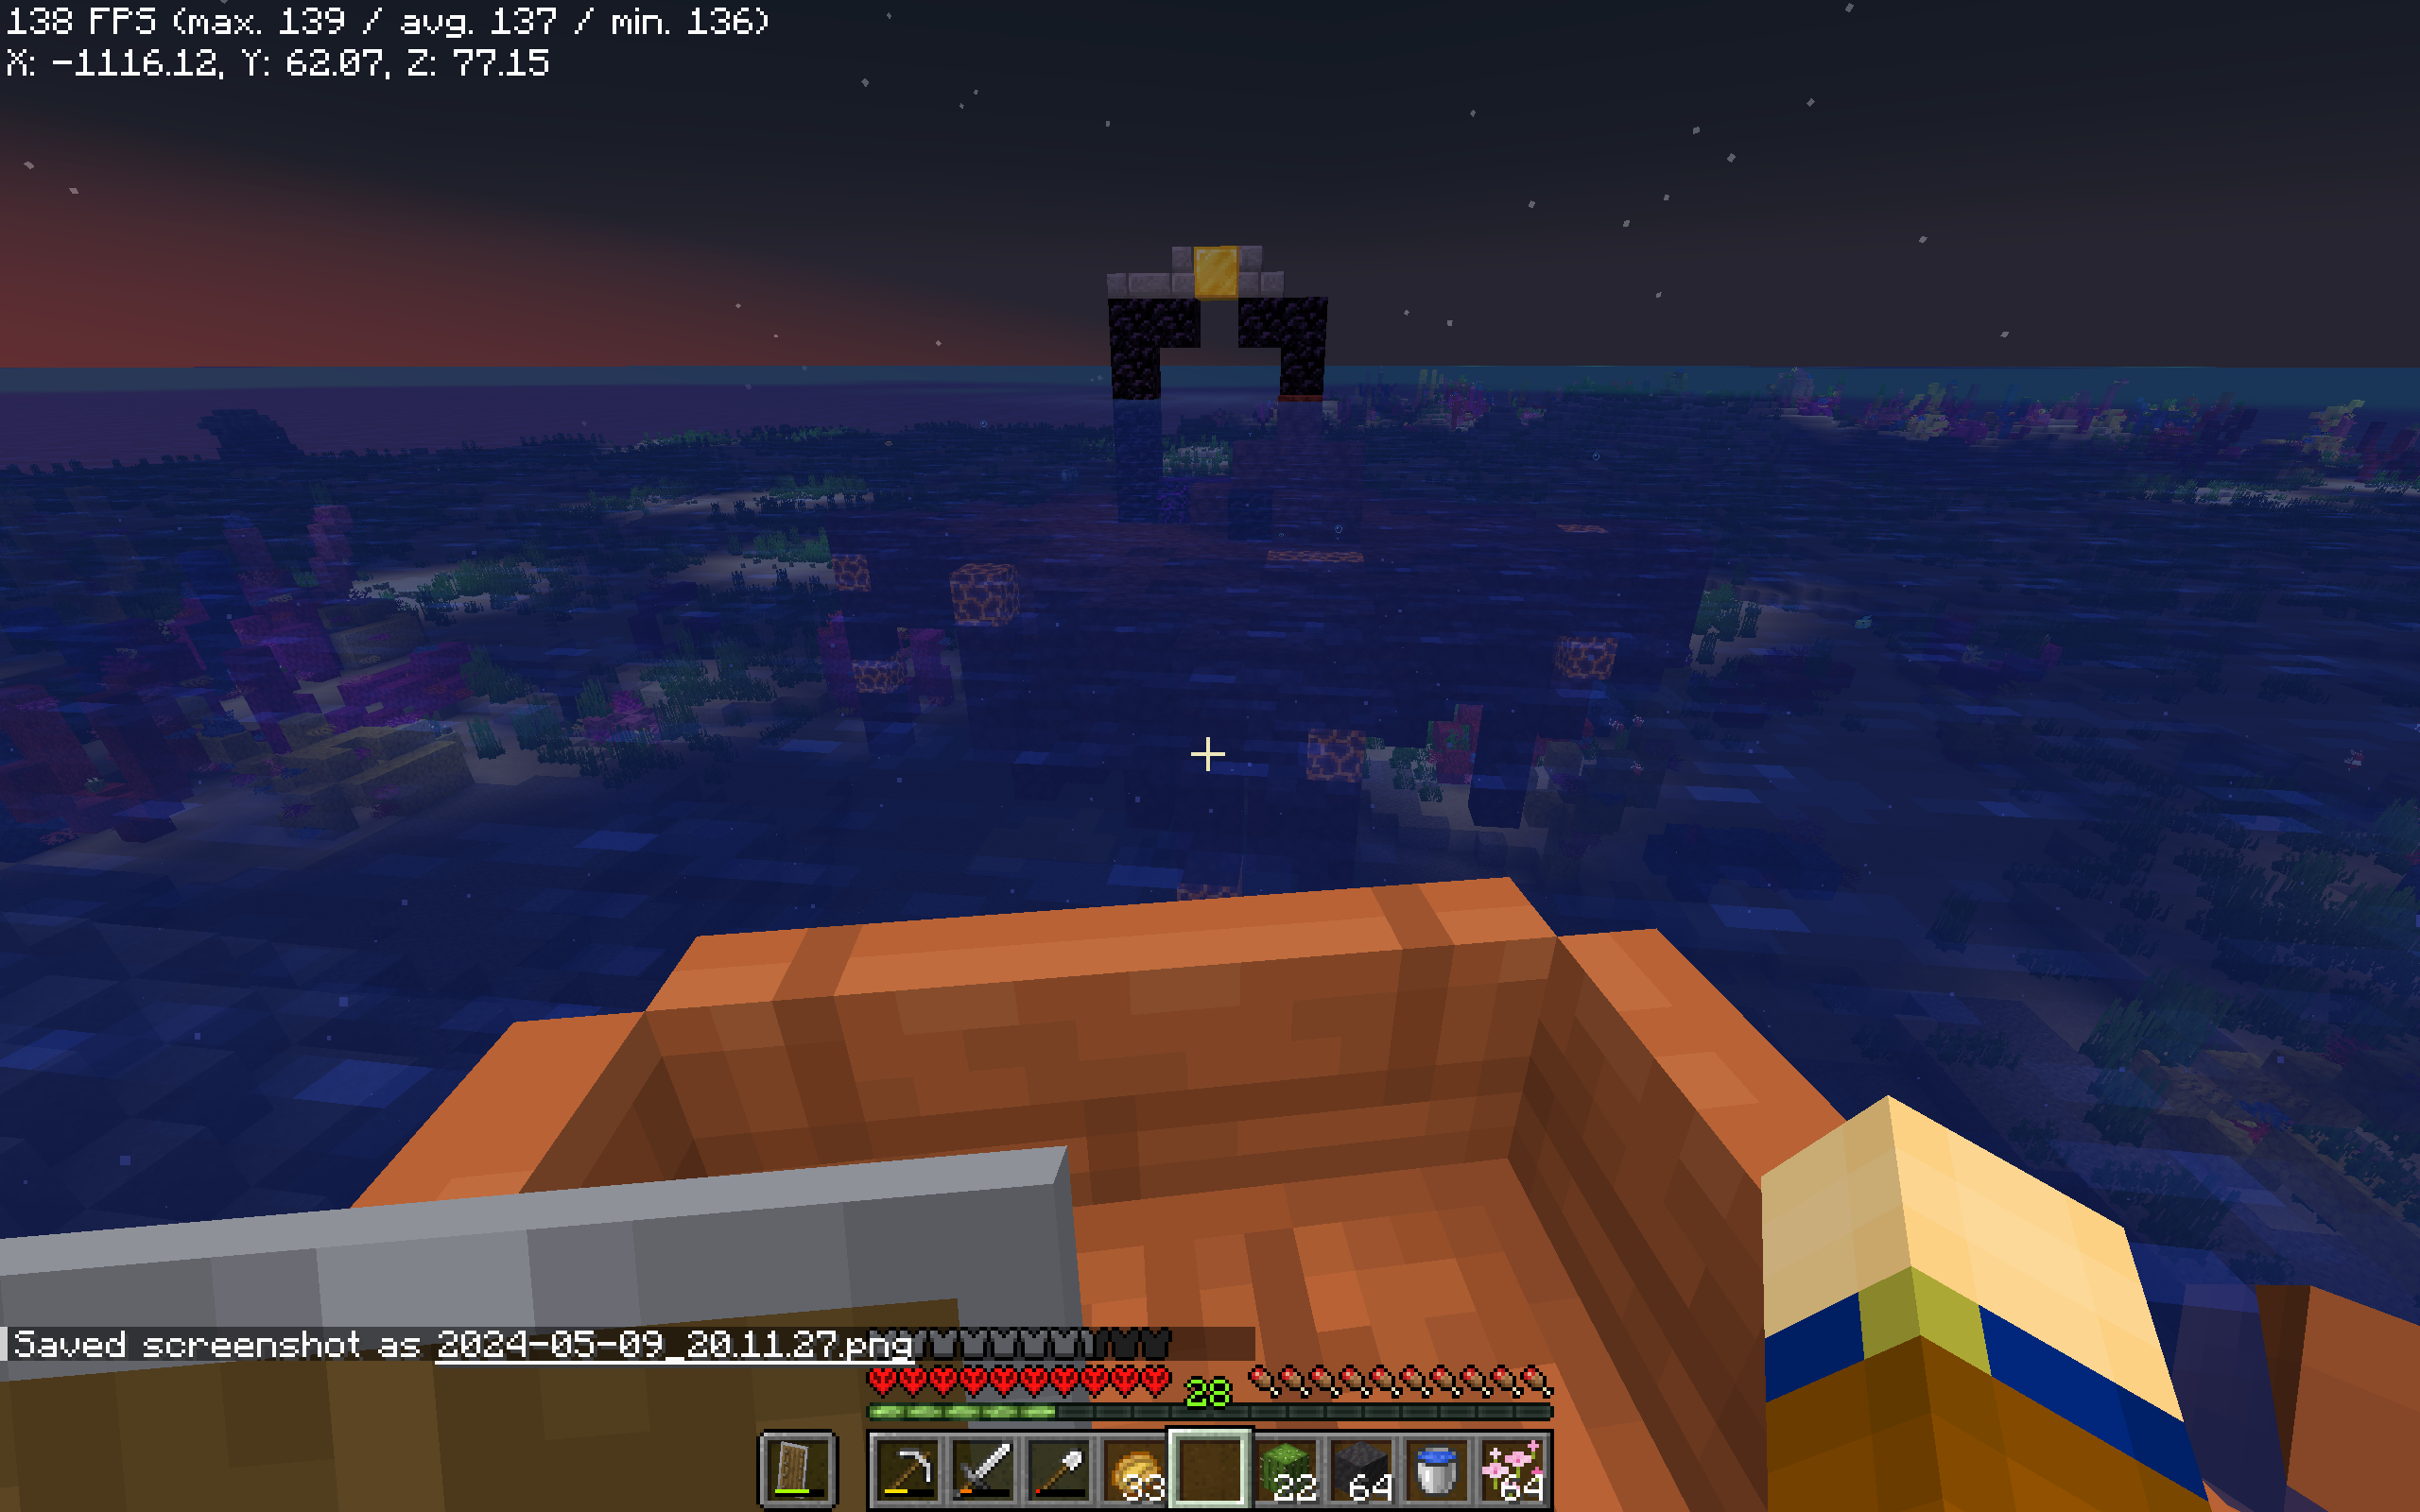 138 FPS (max. 139 / avg. 137 / min. 136)
X: -1116.12, Y: 62.07, Z: 77.15
Saved screenshot as 2024-05-09_20.11.27.png
28
33 22 64 64